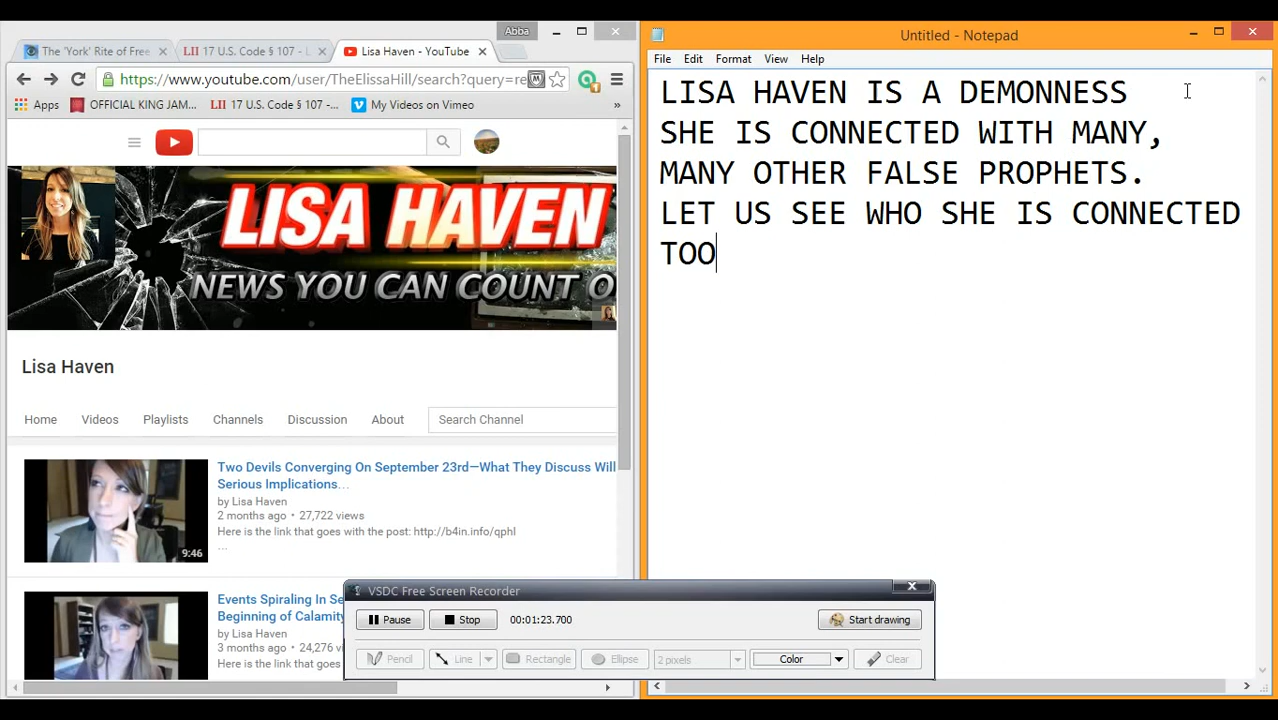 Abba
The 'York' Rite of Free
LII 17 U.S. Code § 107 - L
Lisa Haven - YouTube
https://www.youtube.com/user/TheElissaHill/search?query=re
Apps
OFFICIAL KING JAM...
LII 17 U.S. Code § 107 -...
My Videos on Vimeo
»
LISA HAVEN
NEWS YOU CAN COUNT O
Lisa Haven
Home
Videos
Playlists
Channels
Discussion
About
Search Channel
Two Devils Converging On September 23rd—What They Discuss Will
Serious Implications…
by Lisa Haven
2 months ago • 27,722 views
Here is the link that goes with the post: http://b4in.info/qphl
...
9:46
Events Spiraling In Se
Beginning of Calamity
by Lisa Haven
3 months ago • 24,276 views
Here is the link that goes
Untitled - Notepad
File Edit Format View Help
LISA HAVEN IS A DEMONNESS
SHE IS CONNECTED WITH MANY,
MANY OTHER FALSE PROPHETS.
LET US SEE WHO SHE IS CONNECTED
TOO
VSDC Free Screen Recorder
Pause
Stop
00:01:23.700
Start drawing
Pencil
Line
Rectangle
Ellipse
2 pixels
Color
Clear